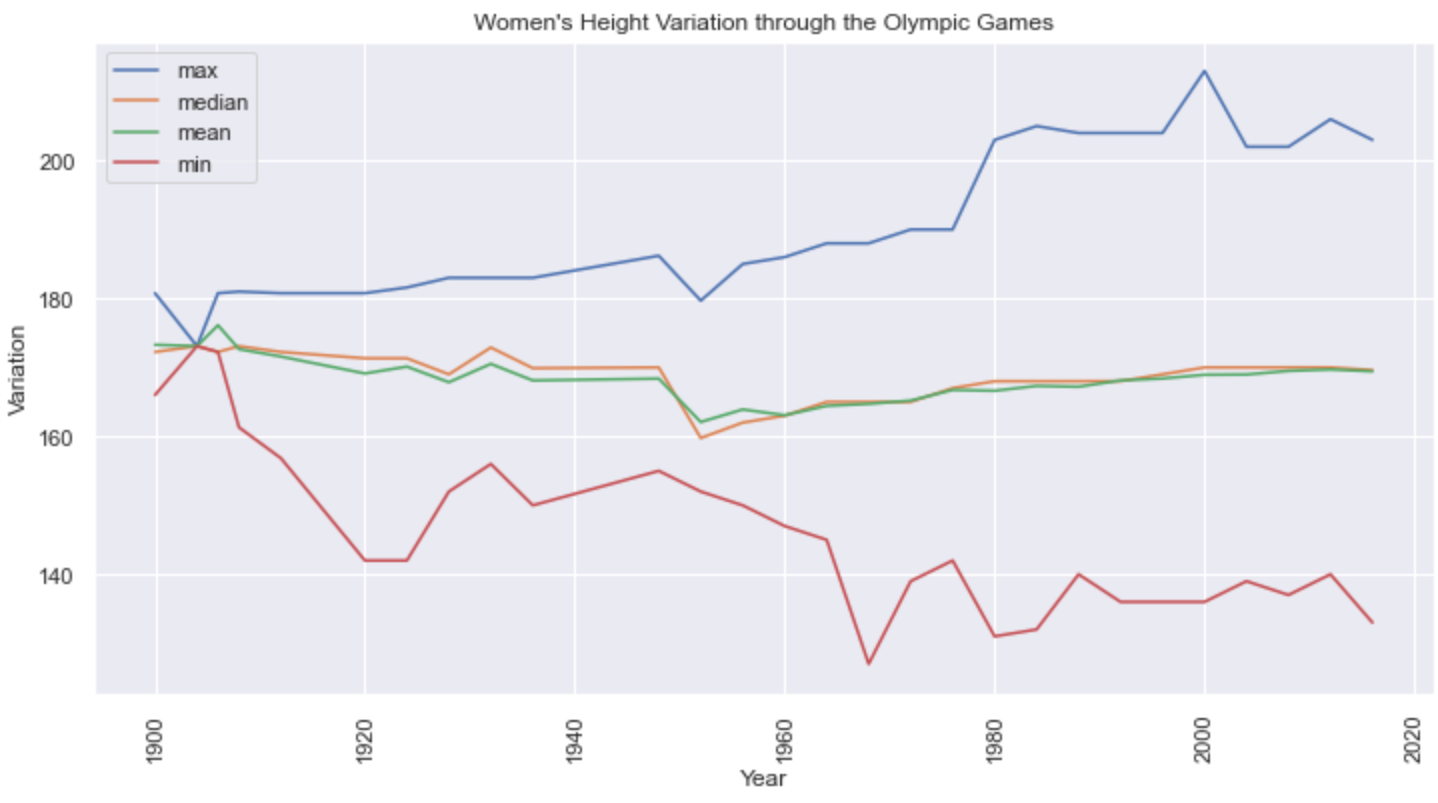 Women's Height Variation through the Olympic Games
max
median
mean
min
200
180
160
140
Variation
1900
1920
1940
1960
1980
2000
2020
Year